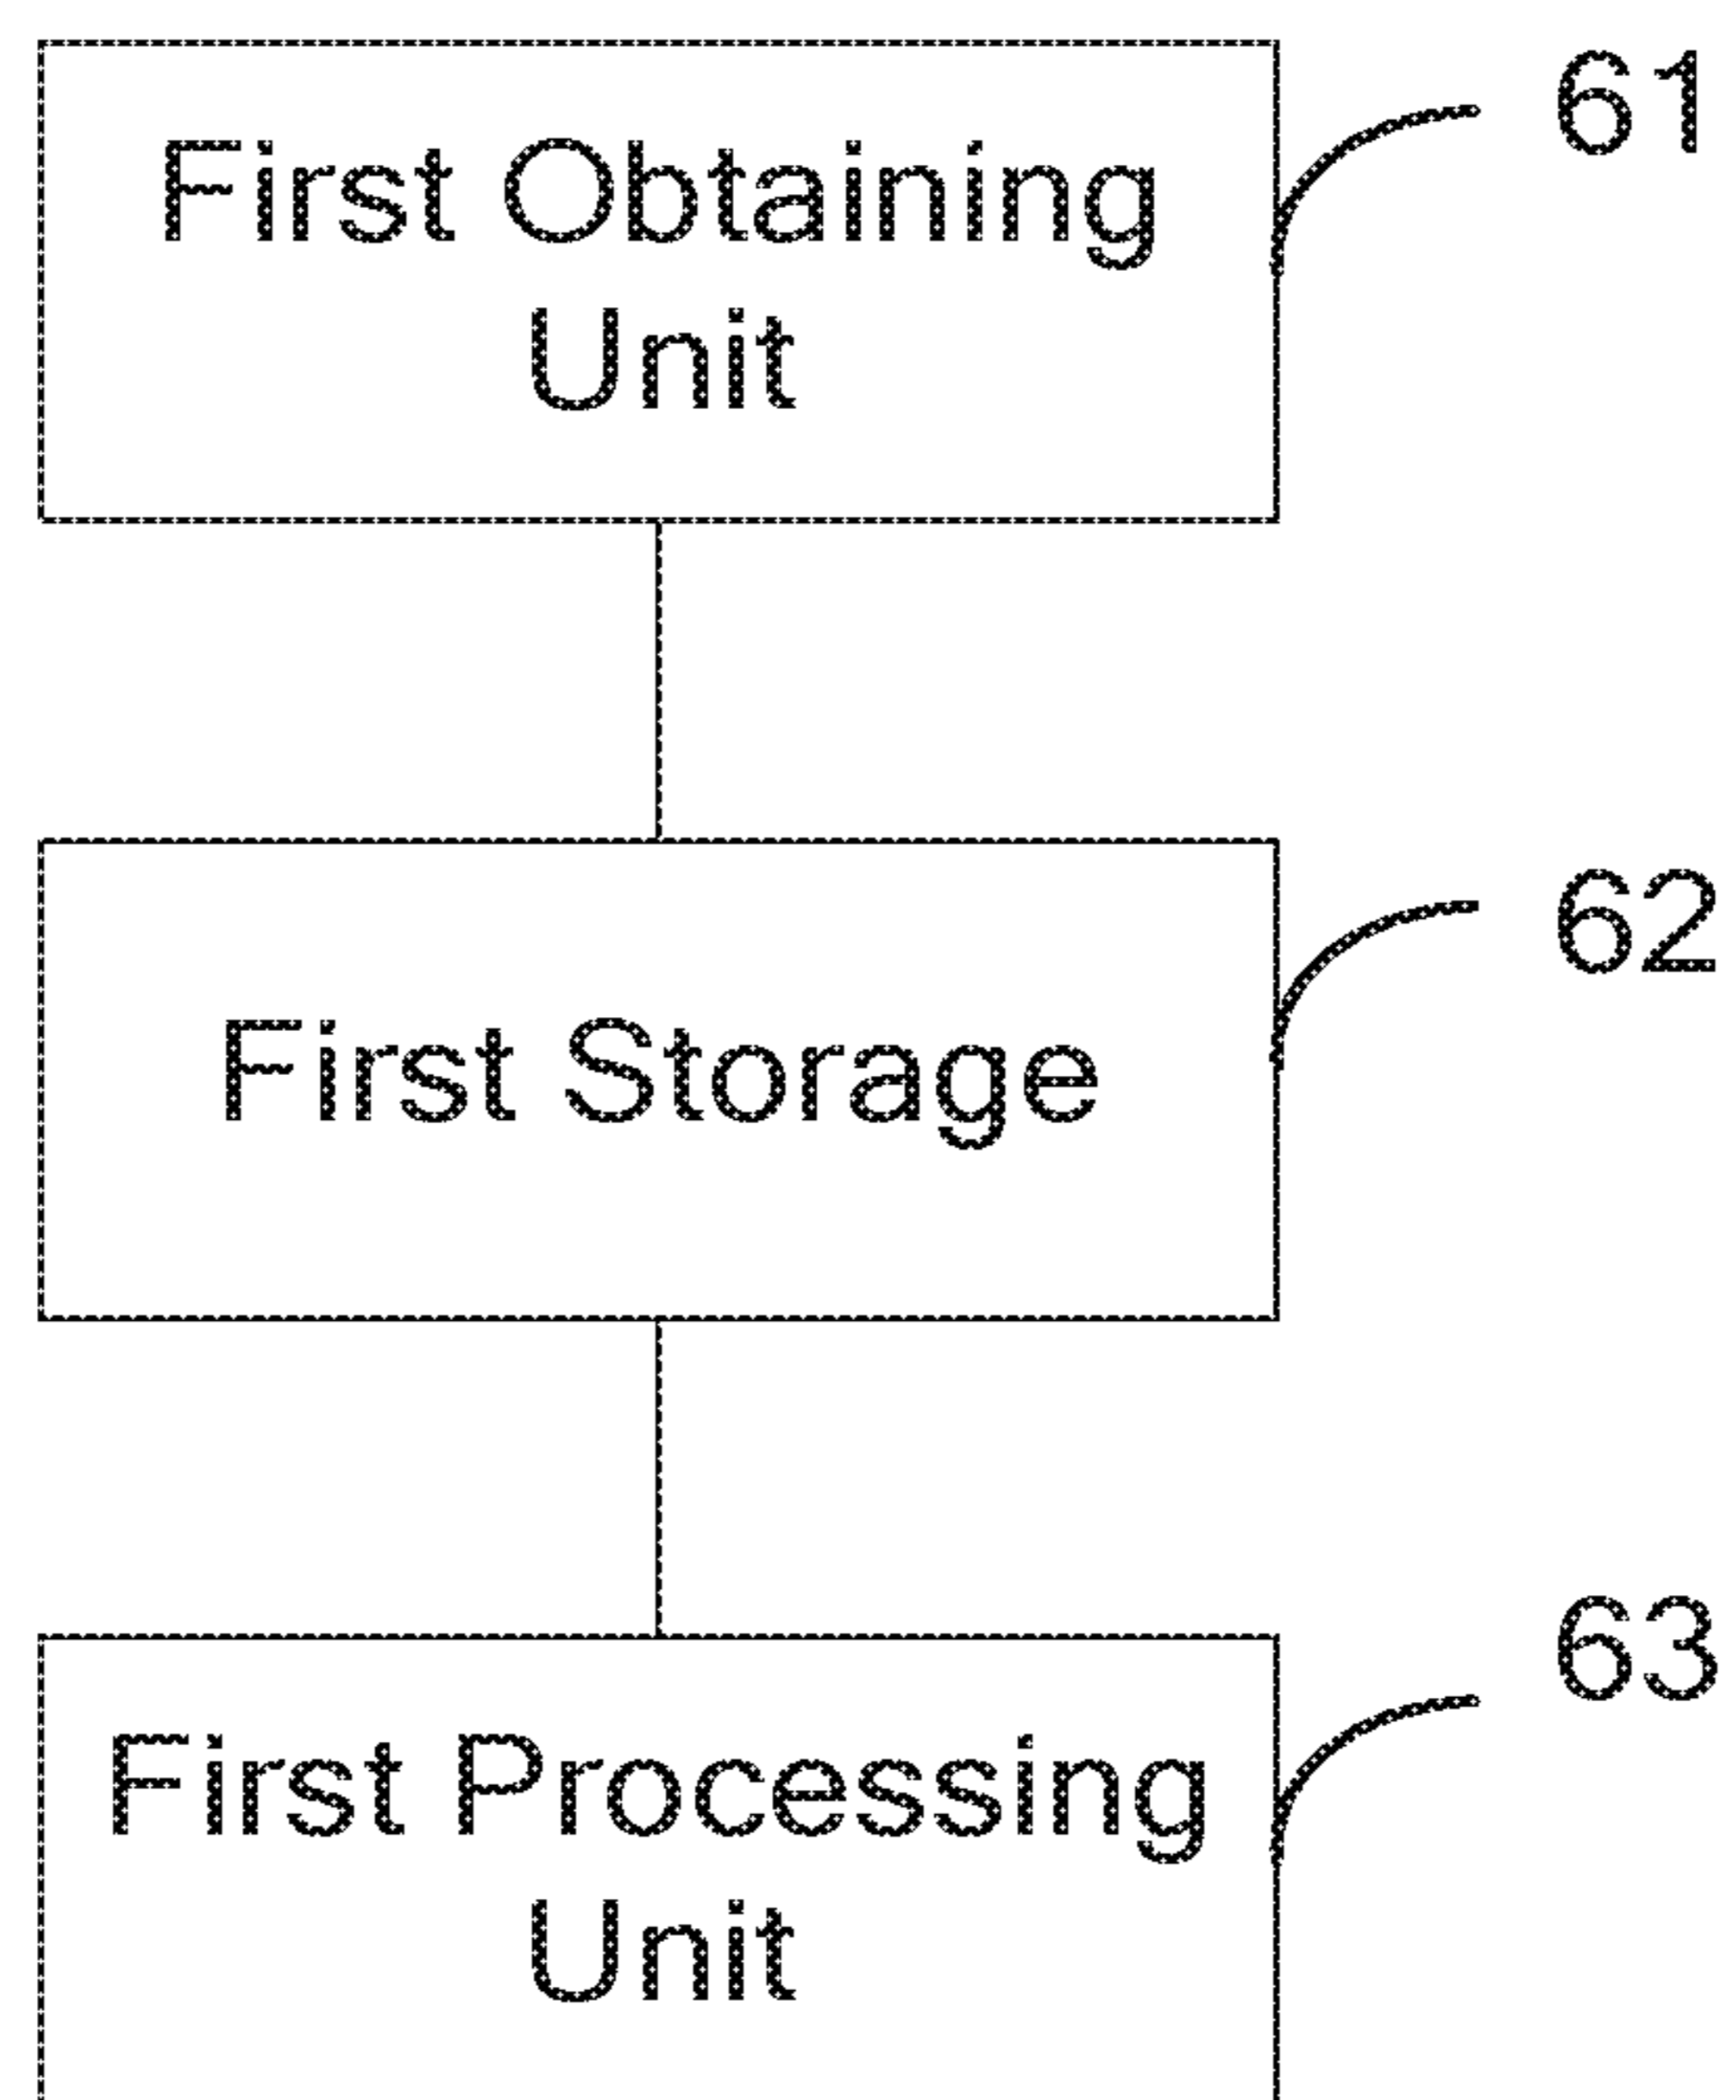 First Obtaining
Unit
61
First Storage
62
First Processing
Unit
63